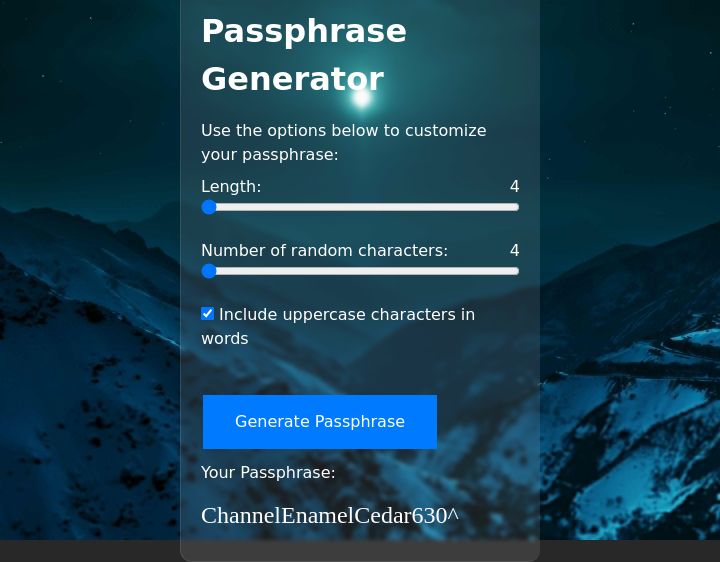 Passphrase
Generator
Use the options below to customize
your passphrase:
Length: 4
Number of random characters: 4
Include uppercase characters in
words
Generate Passphrase
Your Passphrase:
ChannelEnamelCedar630^